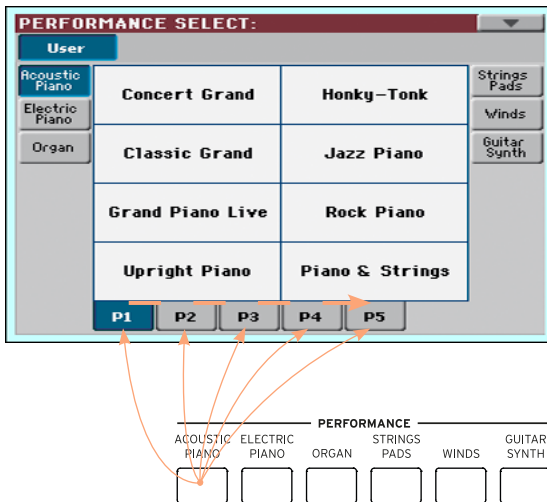 PERFORMANCE SELECT:
User
Acoustic
Piano
Electric
Piano
Organ
Concert Grand
Honky-Tonk
Classic Grand
Jazz Piano
Grand Piano Live
Rock Piano
Upright Piano
Piano & Strings
Strings
Pads
Winds
Guitar
Synth
P1 P2 P3 P4 P5
PERFORMANCE
ACOUSTIC
PIANO
ELECTRIC
PIANO
ORGAN
STRINGS
PADS
WINDS
GUITAR
SYNTH